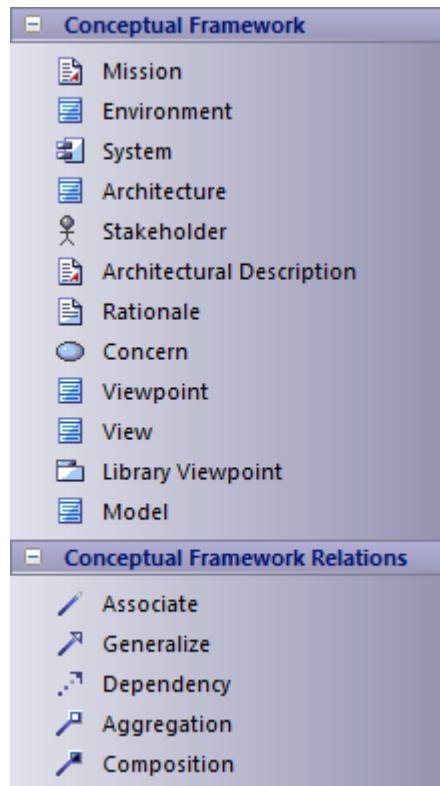 Conceptual Framework
Mission
Environment
System
Architecture
Stakeholder
Architectural Description
Rationale
Concern
Viewpoint
View
Library Viewpoint
Model
Conceptual Framework Relations
Associate
Generalize
Dependency
Aggregation
Composition